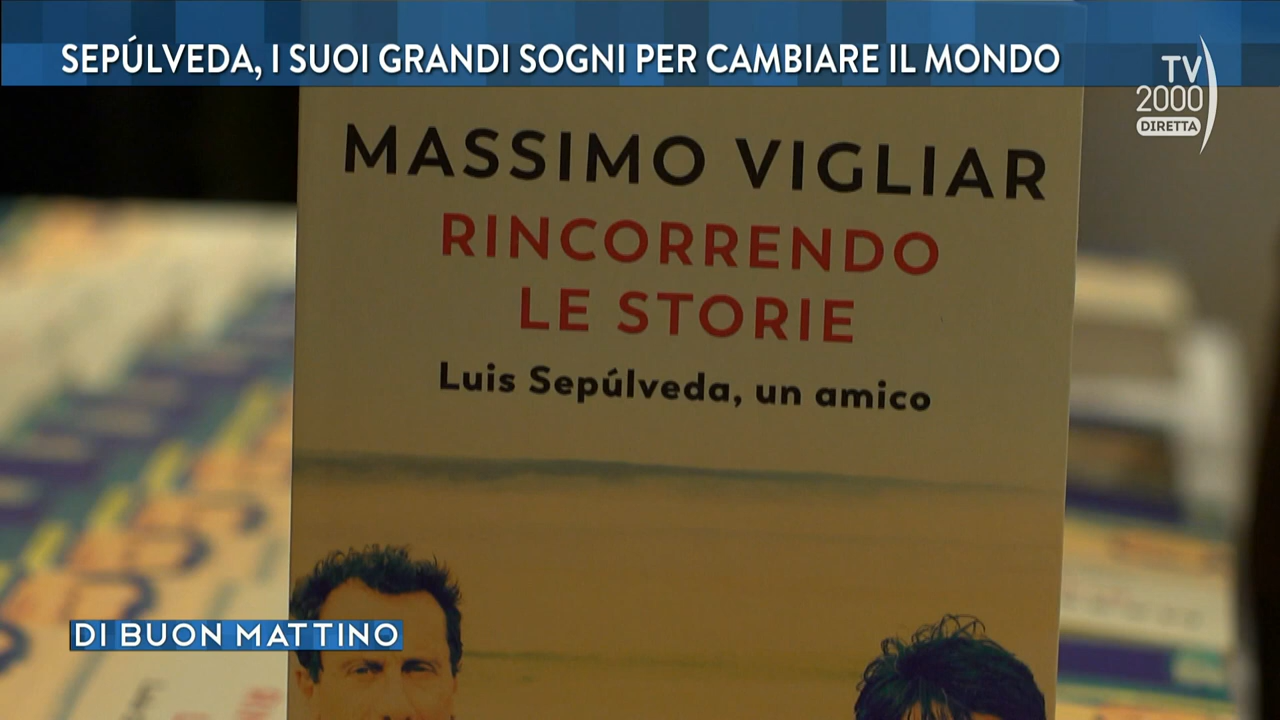 SEPÚLVEDA, I SUOI GRANDI SOGNI PER CAMBIARE IL MONDO
TV
2000
DIRETTA
MASSIMO VIGLIAR
RINCORRENDO
LE STORIE
Luis Sepúlveda, un amico
DI BUON MATTINO